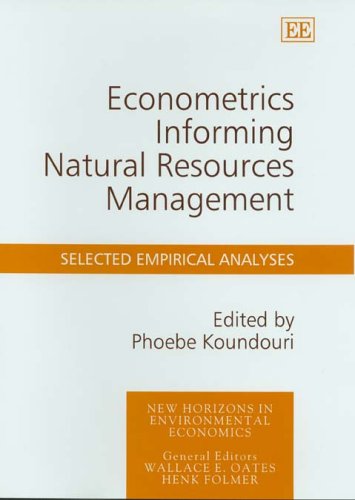 EE
Econometrics
Informing
Natural Resources
Management
SELECTED EMPIRICAL ANALYSES
Edited by
Phoebe Koundouri
NEW HORIZONS IN
ENVIRONMENTAL
ECONOMICS
General Editors
WALLACE E. OATES
HENK FOLMER